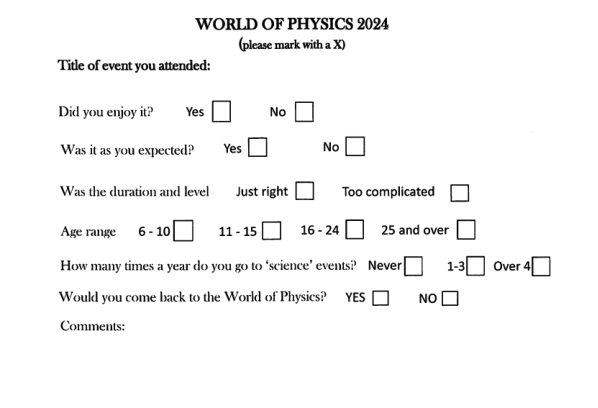 WORLD OF PHYSICS 2024
(please mark with a X)
Title of event you attended:
Did you enjoy it? Yes No
Was it as you expected? Yes No
Was the duration and level Just right Too complicated
Age range 6 - 10 11 - 15 16 - 24 25 and over
How many times a year do you go to ‘science’ events? Never 1-3 Over 4
Would you come back to the World of Physics? YES NO
Comments: